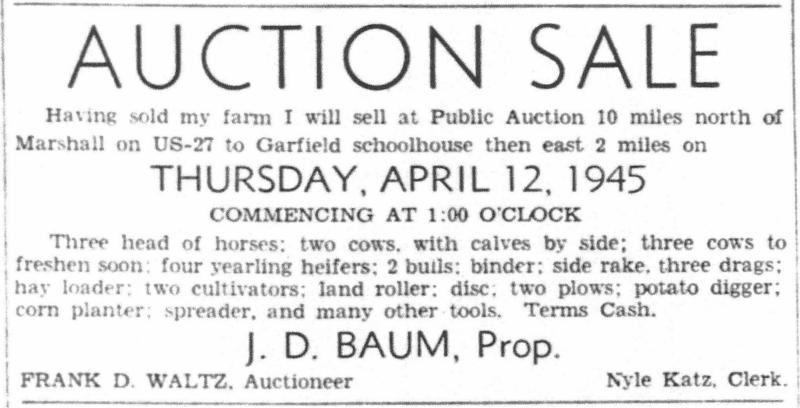 AUCTION SALE
Having sold my farm I will sell at Public Auction 10 miles north of
Marshall on US-27 to Garfield schoolhouse then east 2 miles on
THURSDAY, APRIL 12, 1945
COMMENCING AT 1:00 O'CLOCK
Three head of horses; two cows, with calves by side; three cows to
freshen soon; four yearling heifers; 2 bulls; binder; side rake, three drags;
hay loader; two cultivators; land roller; disc; two plows; potato digger;
corn planter; spreader, and many other tools. Terms Cash.
J. D. BAUM, Prop.
FRANK D. WALTZ, Auctioneer Nyle Katz, Clerk.